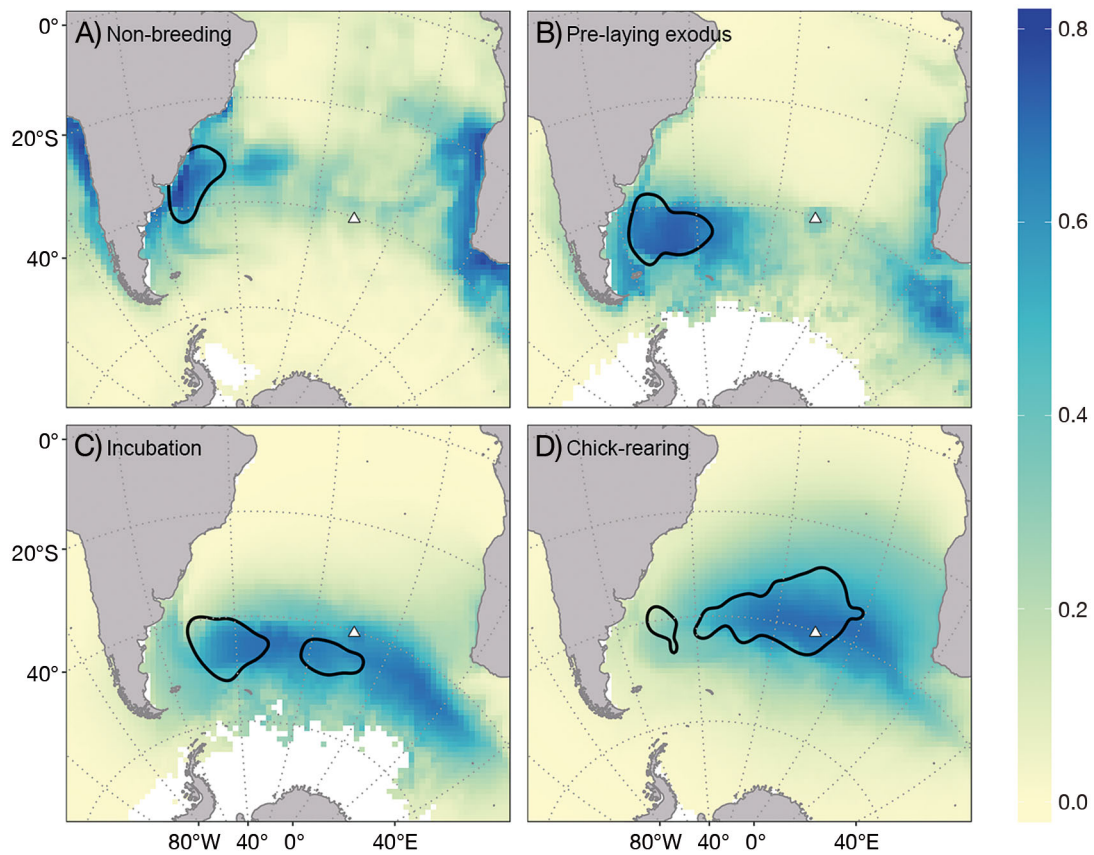 A) Non-breeding
B) Pre-laying exodus
0°
20°S
40°
C) Incubation
D) Chick-rearing
0°
20°S
40°
80°W 40° 0° 40°E
80°W 40° 0° 40°E
0.8
0.6
0.4
0.2
0.0